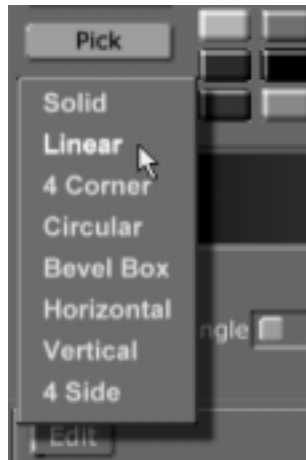 Pick
Solid
Linear
4 Corner
Circular
Bevel Box
Horizontal
Vertical
ngle
4 Side
Edit